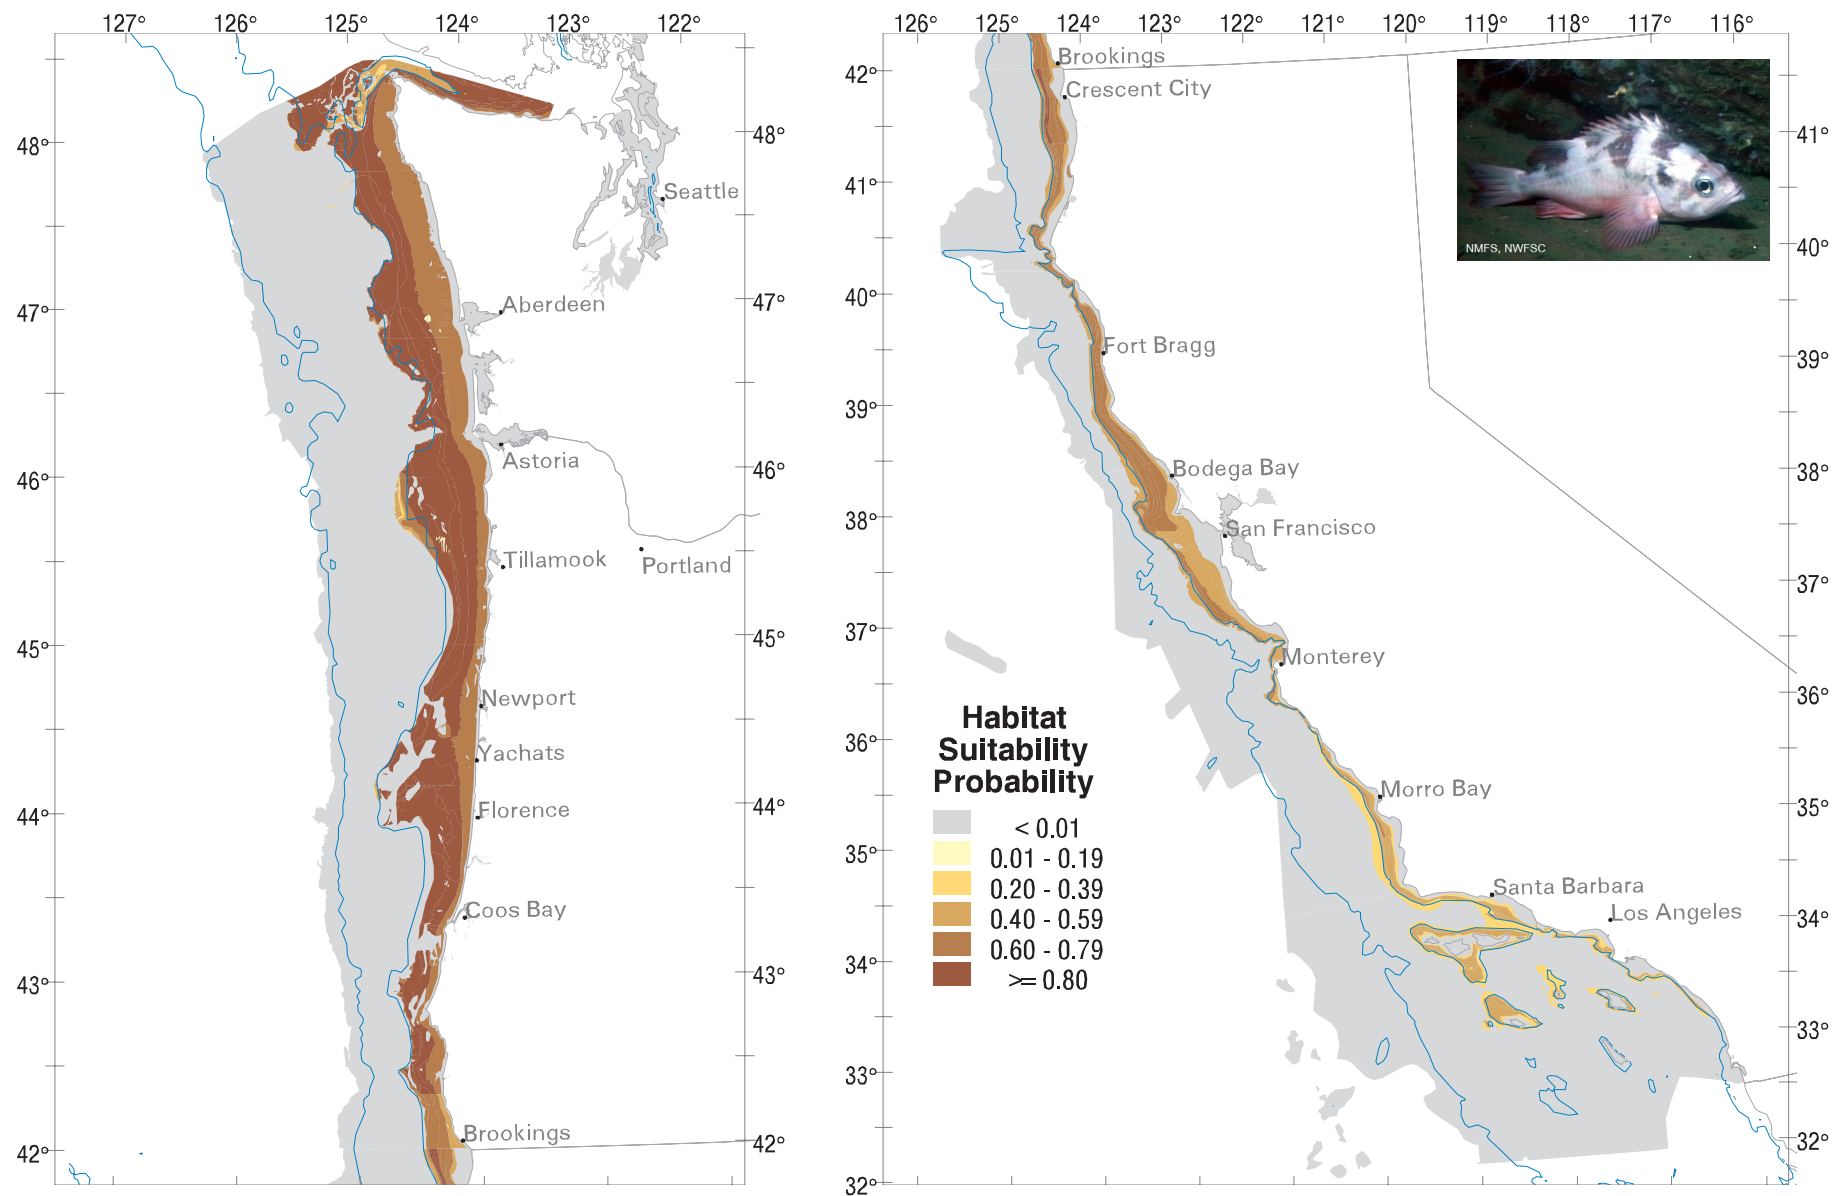 127° 125° 124° 123° 122°
126°
48°
47°
46°
45°
44°
43°
42°
48°
47°
46°
45°
44°
43°
42°
Seattle
Aberdeen
Astoria
Portland
Tillamook
Newport
Yachats
Florence
Coos Bay
Brookings
126° 125° 124° 123° 122° 121° 120° 119° 118° 117° 116°
42°
41°
40°
39°
38°
37°
36°
35°
34°
33°
32°
41°
40°
39°
38°
37°
36°
35°
34°
33°
32°
Brookings
Crescent City
NMFS, NWFSC
Fort Bragg
Bodega Bay
San Francisco
Monterey
Morro Bay
Santa Barbara
Los Angeles
Habitat
Suitability
Probability
< 0.01
0.01 - 0.19
0.20 - 0.39
0.40 - 0.59
0.60 - 0.79
>= 0.80